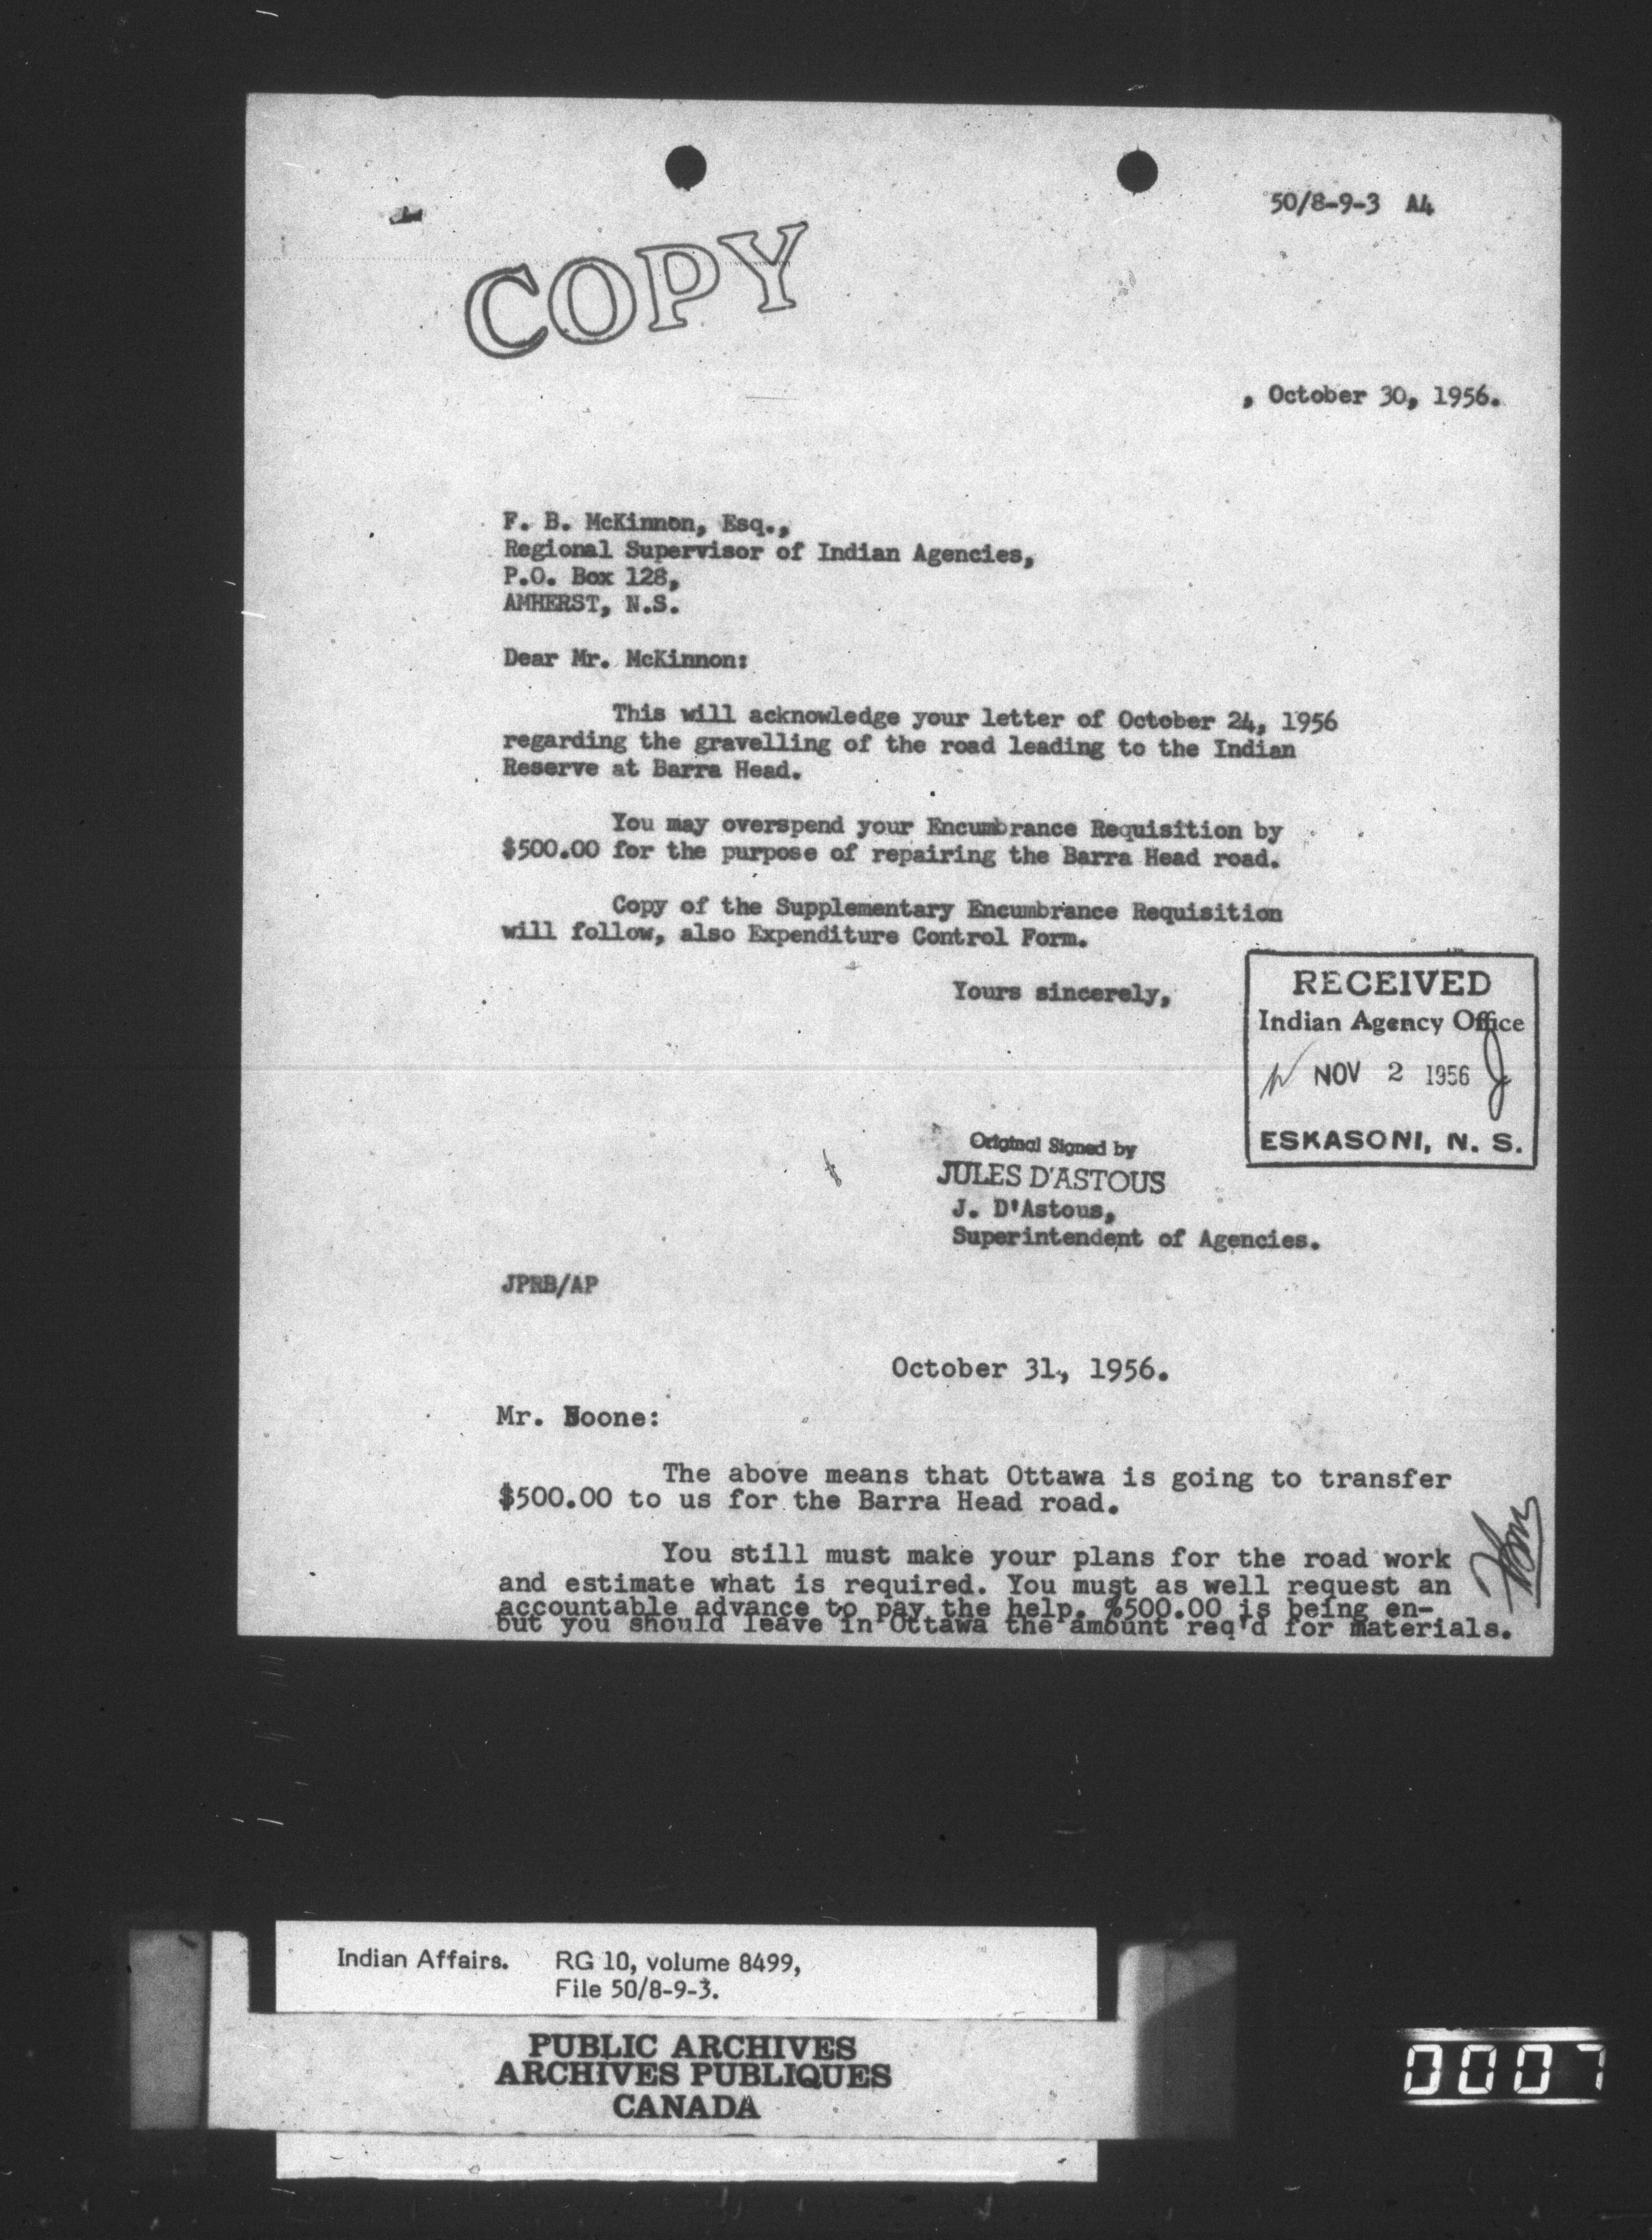 50/8-9-3 A4
COPY
, October 30, 1956.
F. B. McKinnon, Esq.,
Regional Supervisor of Indian Agencies,
P.O. Box 128,
AMHERST, N.S.
Dear Mr. McKinnon:
This will acknowledge your letter of October 24, 1956
regarding the gravelling of the road leading to the Indian
Reserve at Barra Head.
You may overspend your Encumbrance Requisition by
$500.00 for the purpose of repairing the Barra Head road.
Copy of the Supplementary Encumbrance Requisition
will follow, also Expenditure Control Form.
Yours sincerely,
RECEIVED
Indian Agency Office
NOV 2 1956
ESKASONI, N. S.
Original Signed by
JULES D'ASTOUS
J. D'Astous,
Superintendent of Agencies.
JPRB/AP
October 31, 1956.
Mr. Boone:
The above means that Ottawa is going to transfer
$500.00 to us for the Barra Head road.
You still must make your plans for the road work
and estimate what is required. You must as well request an
accountable advance to pay the help. %500.00 is being en-
but you should leave in Ottawa the amount req'd for materials.
Indian Affairs. RG 10, volume 8499,
File 50/8-9-3.
PUBLIC ARCHIVES
ARCHIVES PUBLIQUES
CANADA
0007